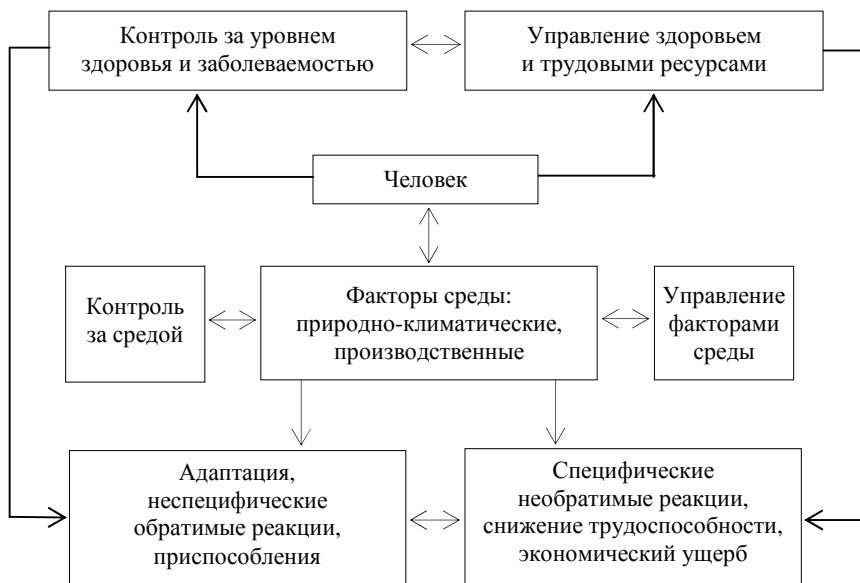 Контроль за уровнем
здоровья и заболеваемостью
Управление здоровьем
и трудовыми ресурсами
Человек
Контроль
за средой
Факторы среды:
природно-климатические,
производственные
Управление
факторами
среды
Адаптация,
неспецифические
обратимые реакции,
приспособления
Специфические
необратимые реакции,
снижение трудоспособности,
экономический ущерб